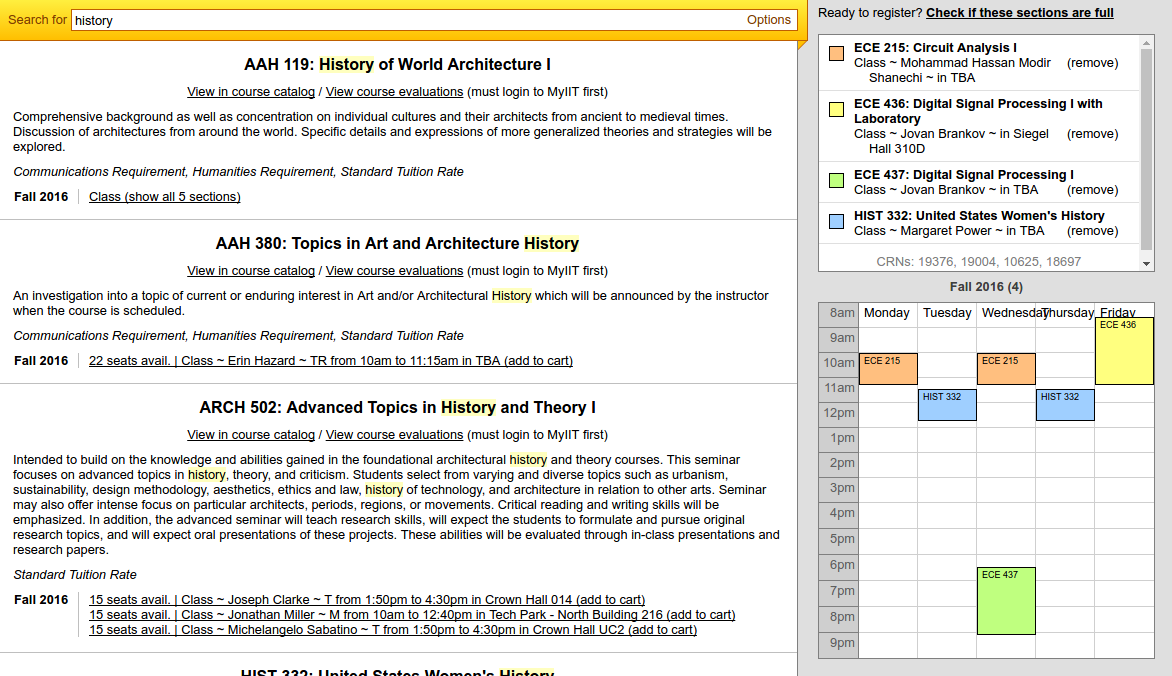 Search for history Options
AAH 119: History of World Architecture I
View in course catalog / View course evaluations (must login to MyIIT first)
Comprehensive background as well as concentration on individual cultures and their architects from ancient to medieval times.
Discussion of architectures from around the world. Specific details and expressions of more generalized theories and strategies will be
explored.
Communications Requirement, Humanities Requirement, Standard Tuition Rate
Fall 2016 Class (show all 5 sections)
AAH 380: Topics in Art and Architecture History
View in course catalog / View course evaluations (must login to MyIIT first)
An investigation into a topic of current or enduring interest in Art and/or Architectural History which will be announced by the instructor
when the course is scheduled.
Communications Requirement, Humanities Requirement, Standard Tuition Rate
Fall 2016 22 seats avail. | Class ~ Erin Hazard ~ TR from 10am to 11:15am in TBA (add to cart)
ARCH 502: Advanced Topics in History and Theory I
View in course catalog / View course evaluations (must login to MyIIT first)
Intended to build on the knowledge and abilities gained in the foundational architectural history and theory courses. This seminar
focuses on advanced topics in history, theory, and criticism. Students select from varying and diverse topics such as urbanism,
sustainability, design methodology, aesthetics, ethics and law, history of technology, and architecture in relation to other arts. Seminar
may also offer intense focus on particular architects, periods, regions, or movements. Critical reading and writing skills will be
emphasized. In addition, the advanced seminar will teach research skills, will expect the students to formulate and pursue original
research topics, and will expect oral presentations of these projects. These abilities will be evaluated through in-class presentations and
research papers.
Standard Tuition Rate
Fall 2016 15 seats avail. | Class ~ Joseph Clarke ~ T from 1:50pm to 4:30pm in Crown Hall 014 (add to cart)
15 seats avail. | Class ~ Jonathan Miller ~ M from 10am to 12:40pm in Tech Park - North Building 216 (add to cart)
15 seats avail. | Class ~ Michelangelo Sabatino ~ T from 1:50pm to 4:30pm in Crown Hall UC2 (add to cart)
HIST 332: United States Women's History
Ready to register? Check if these sections are full
ECE 215: Circuit Analysis I
Class ~ Mohammad Hassan Modir (remove)
Shanechi ~ in TBA
ECE 436: Digital Signal Processing I with
Laboratory
Class ~ Jovan Brankov ~ in Siegel (remove)
Hall 310D
ECE 437: Digital Signal Processing I
Class ~ Jovan Brankov ~ in TBA (remove)
HIST 332: United States Women's History
Class ~ Margaret Power ~ in TBA (remove)
CRNs: 19376, 19004, 10625, 18697
Fall 2016 (4)
8am Monday Tuesday Wednesday Thursday Friday
ECE 436
9am
10am ECE 215 ECE 215
11am
HIST 332 HIST 332
12pm
1pm
2pm
3pm
4pm
5pm
6pm
ECE 437
7pm
8pm
9pm